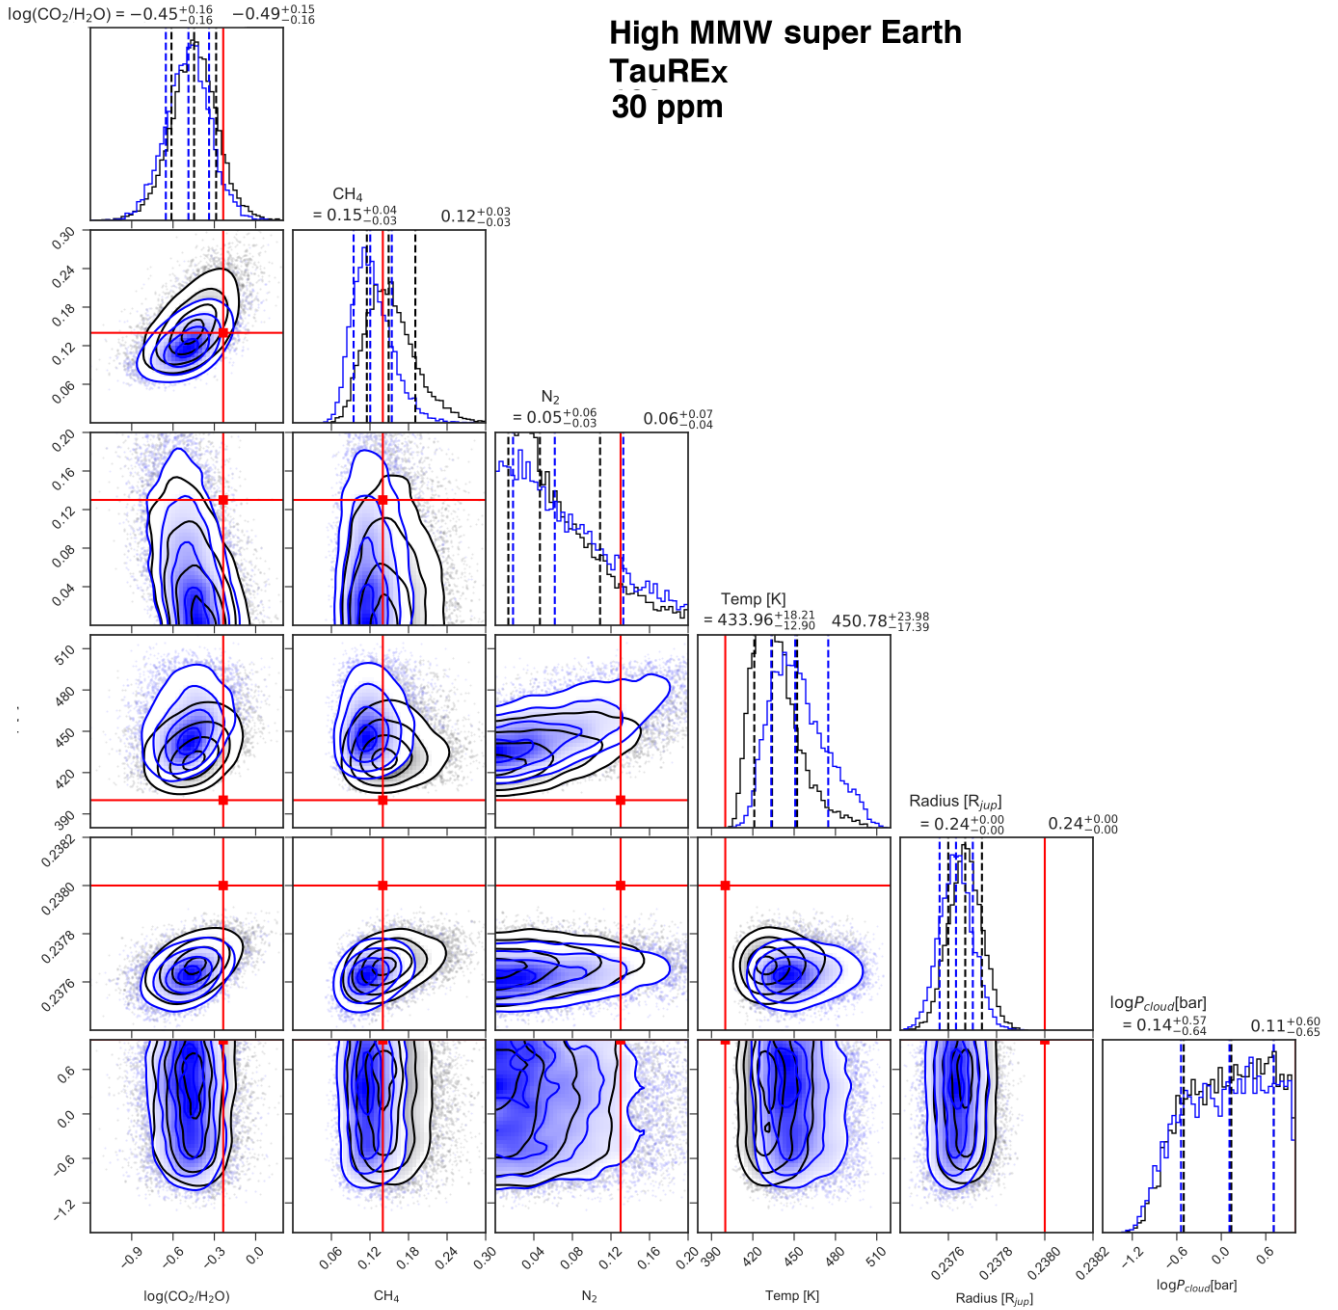 log(CO₂/H₂O) = −0.45+0.16−0.16 −0.49+0.15−0.16
High MMW super Earth
TauREx
30 ppm
CH₄
= 0.15+0.04−0.03 0.12+0.03−0.03
0.30
0.24
0.18
0.12
0.06
N₂
= 0.05+0.06−0.03 0.06+0.07−0.04
0.20
0.16
0.12
0.08
0.04
Temp [K]
= 433.96+18.21−12.90 450.78+23.98−17.39
510
480
450
420
390
Radius [Rjup]
= 0.24+0.00−0.00 0.24+0.00−0.00
0.2382
0.2380
0.2378
0.2376
logPcloud[bar]
= 0.14+0.57−0.64 0.11+0.60−0.65
0.6
0.0
−0.6
−1.2
−0.9 −0.6 −0.3 0.0 0.06 0.12 0.18 0.24 0.30 0.04 0.08 0.12 0.16 0.20 390 420 450 480 510 0.2376 0.2378 0.2380 0.2382 −1.2 −0.6 0.0 0.6
log(CO₂/H₂O) CH₄ N₂ Temp [K] Radius [Rjup] logPcloud[bar]